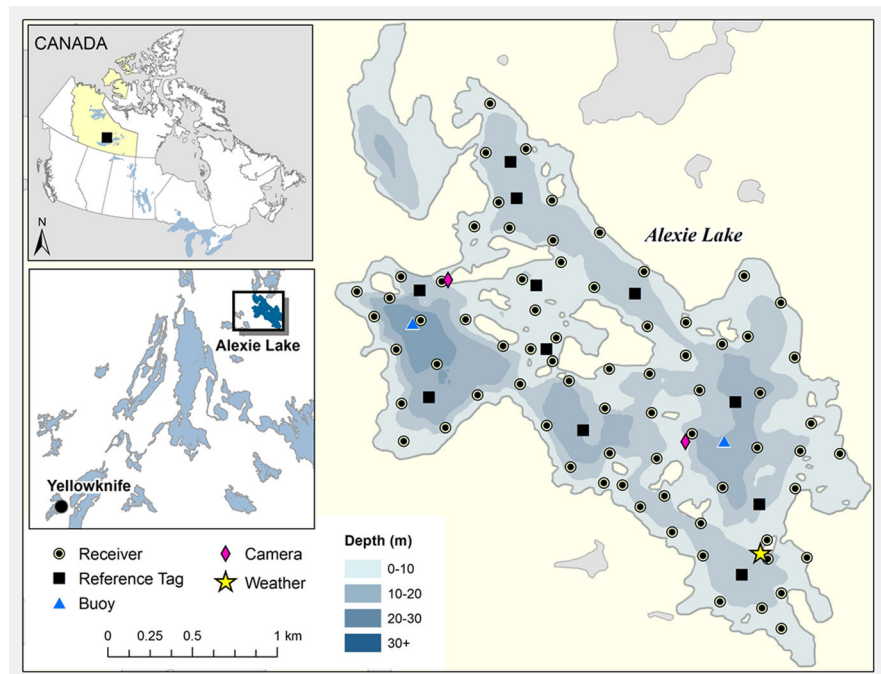 CANADA
N
Alexie Lake
Alexie Lake
Yellowknife
Receiver
Reference Tag
Buoy
Camera
Weather
0 0.25 0.5 1 km
Depth (m)
0-10
10-20
20-30
30+